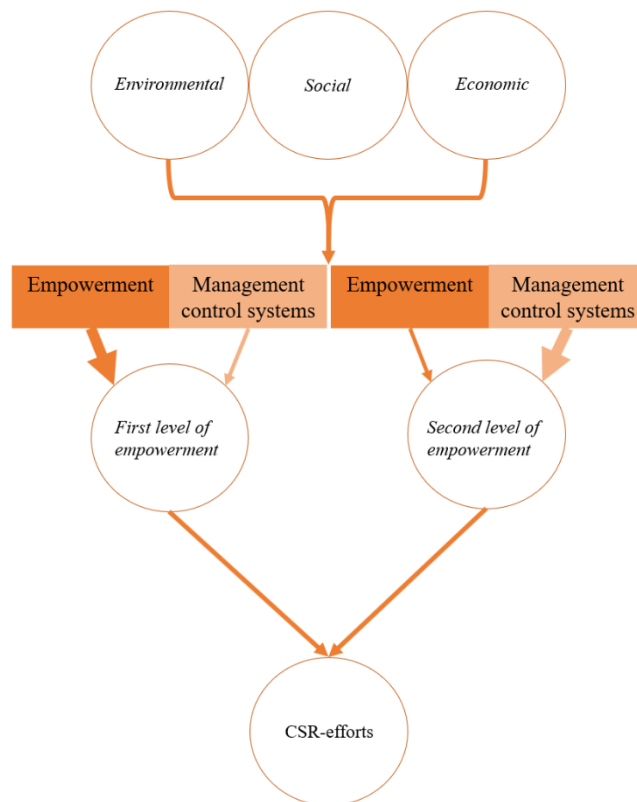 Environmental
Social
Economic
Empowerment
Management
control systems
Empowerment
Management
control systems
First level of
empowerment
Second level of
empowerment
CSR-efforts